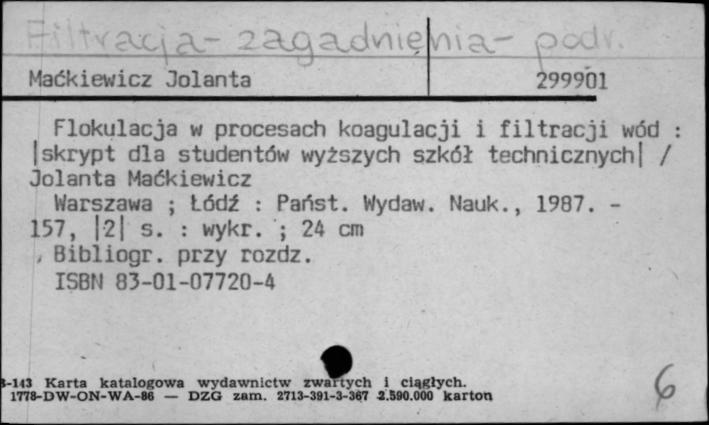 Filtracja - zagadnienia - podr.
Maćkiewicz Jolanta 299901
Flokulacja w procesach koagulacji i filtracji wód :
|skrypt dla studentów wyższych szkół technicznych| /
Jolanta Maćkiewicz
Warszawa ; Łódź : Państ. Wydaw. Nauk., 1987. -
157, |2| s. : wykr. ; 24 cm
Bibliogr. przy rozdz.
ISBN 83-01-07720-4
-143 Karta katalogowa wydawnictw zwartych i ciągłych.
1778-DW-ON-WA-86 — DZG zam. 2713-391-3-367 2.590.000 karton
6